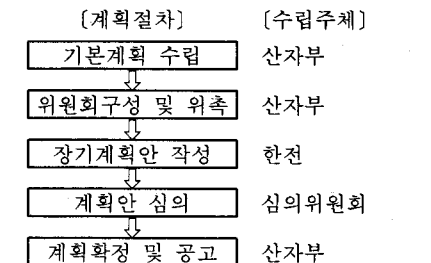 〔계획절차〕 〔수립주체〕
기본계획 수립 산자부
위원회구성 및 위촉 산자부
장기계획안 작성 한전
계획안 심의 심의위원회
계획확정 및 공고 산자부